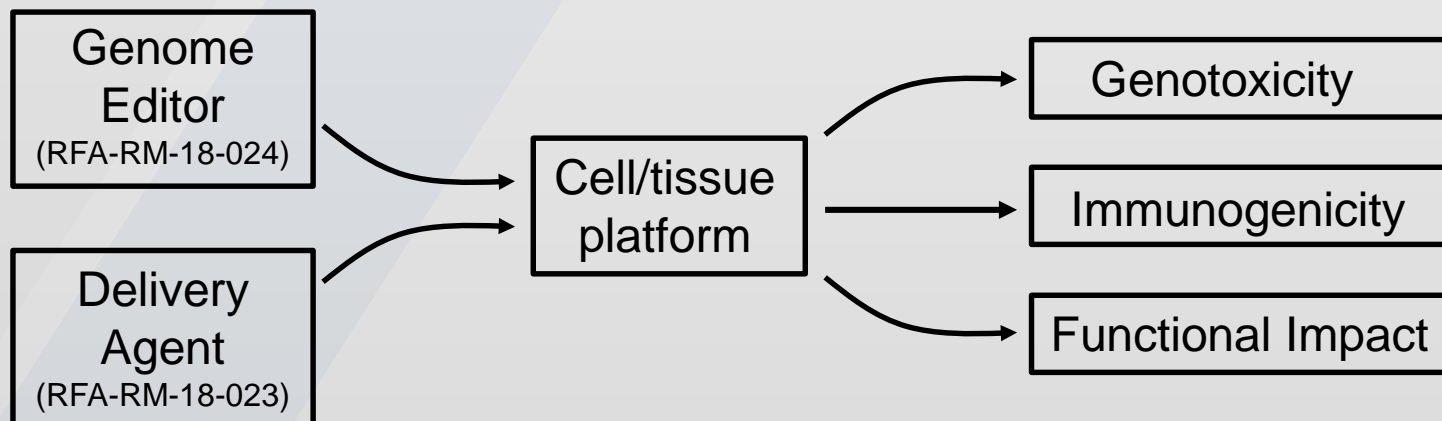 Genome
Editor
(RFA-RM-18-024)
Delivery
Agent
(RFA-RM-18-023)
Cell/tissue
platform
Genotoxicity
Immunogenicity
Functional Impact